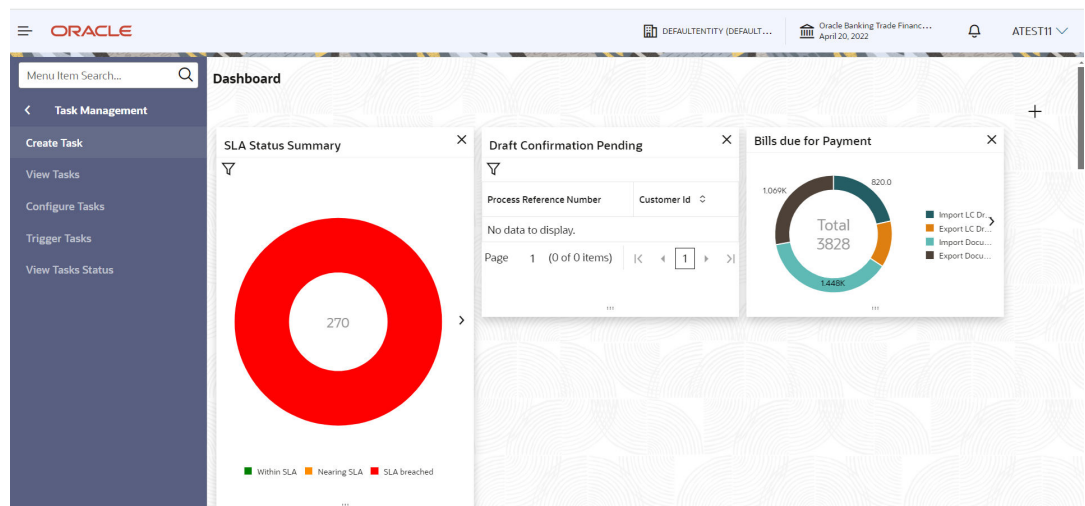 ORACLE
DEFAULTENTITY (DEFAULT...
Oracle Banking Trade Financ...
April 20, 2022
ATEST11
Menu Item Search...
Task Management
Create Task
View Tasks
Configure Tasks
Trigger Tasks
View Tasks Status
Dashboard
SLA Status Summary
270
Within SLA
Nearing SLA
SLA breached
Draft Confirmation Pending
Process Reference Number
Customer Id
No data to display.
Page 1 (0 of 0 items) 1
Bills due for Payment
1.069K
820.0
Total
3828
1.448K
Import LC Dr...
Export LC Dr...
Import Docu...
Export Docu...